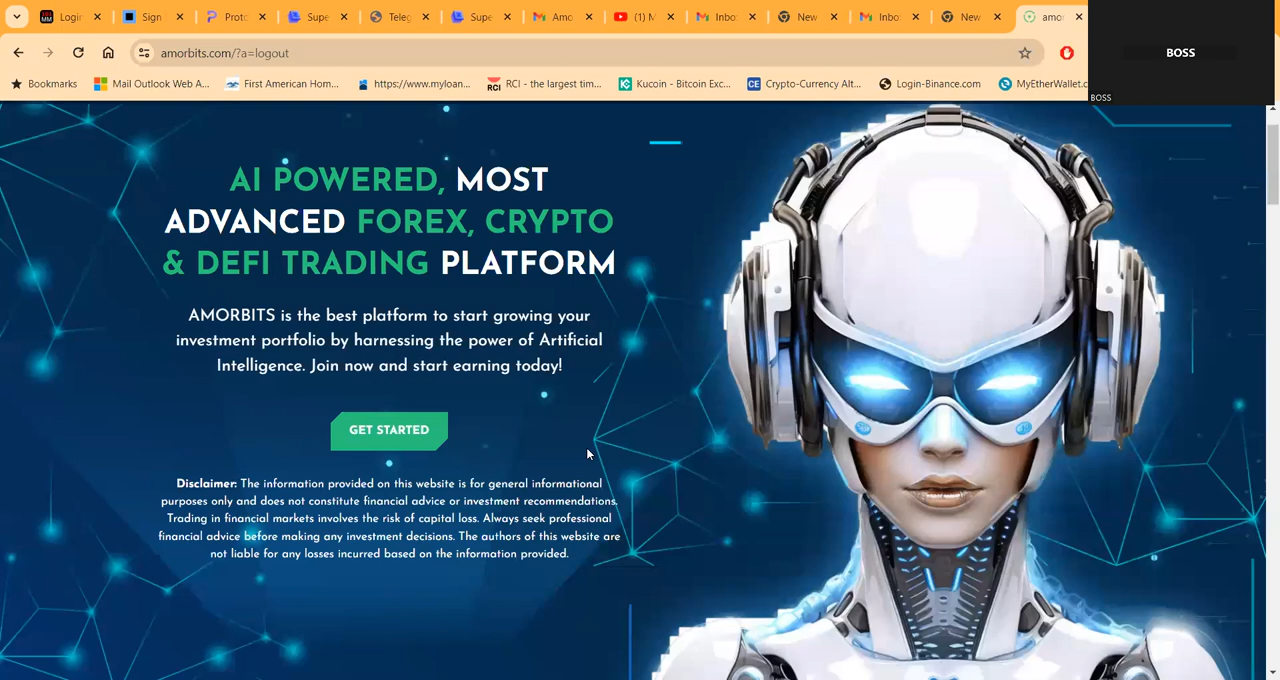 Login
Sign
Proto
Supe
Teleg
Supe
Amo
(1) M
Inbo
New
Inbo
New
amor
BOSS
amorbits.com/?a=logout
BOSS
Bookmarks
Mail Outlook Web A...
First American Hom...
https://www.myloan...
RCI - the largest tim...
Kucoin - Bitcoin Exc...
Crypto-Currency Alt...
Login-Binance.com
MyEtherWallet.c
AI POWERED, MOST
ADVANCED FOREX, CRYPTO
& DEFI TRADING PLATFORM
AMORBITS is the best platform to start growing your
investment portfolio by harnessing the power of Artificial
Intelligence. Join now and start earning today!
GET STARTED
Disclaimer: The information provided on this website is for general informational
purposes only and does not constitute financial advice or investment recommendations.
Trading in financial markets involves the risk of capital loss. Always seek professional
financial advice before making any investment decisions. The authors of this website are
not liable for any losses incurred based on the information provided.